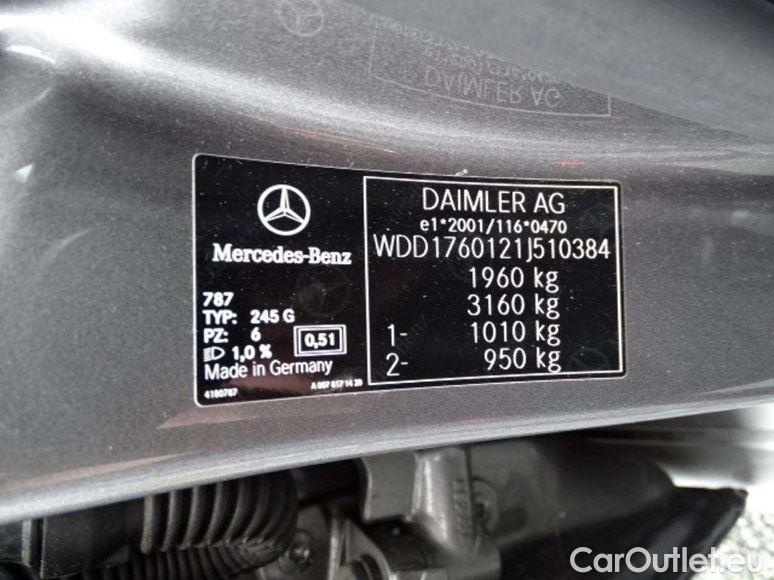 DAIMLER AG
Mercedes-Benz
787
TYP: 245 G
PZ: 6
1,0 %
0,51
Made in Germany
4180787
DAIMLER AG
e1*2001/116*0470
WDD1760121J510384
1960 kg
3160 kg
1- 1010 kg
2- 950 kg
CarOutlet.eu